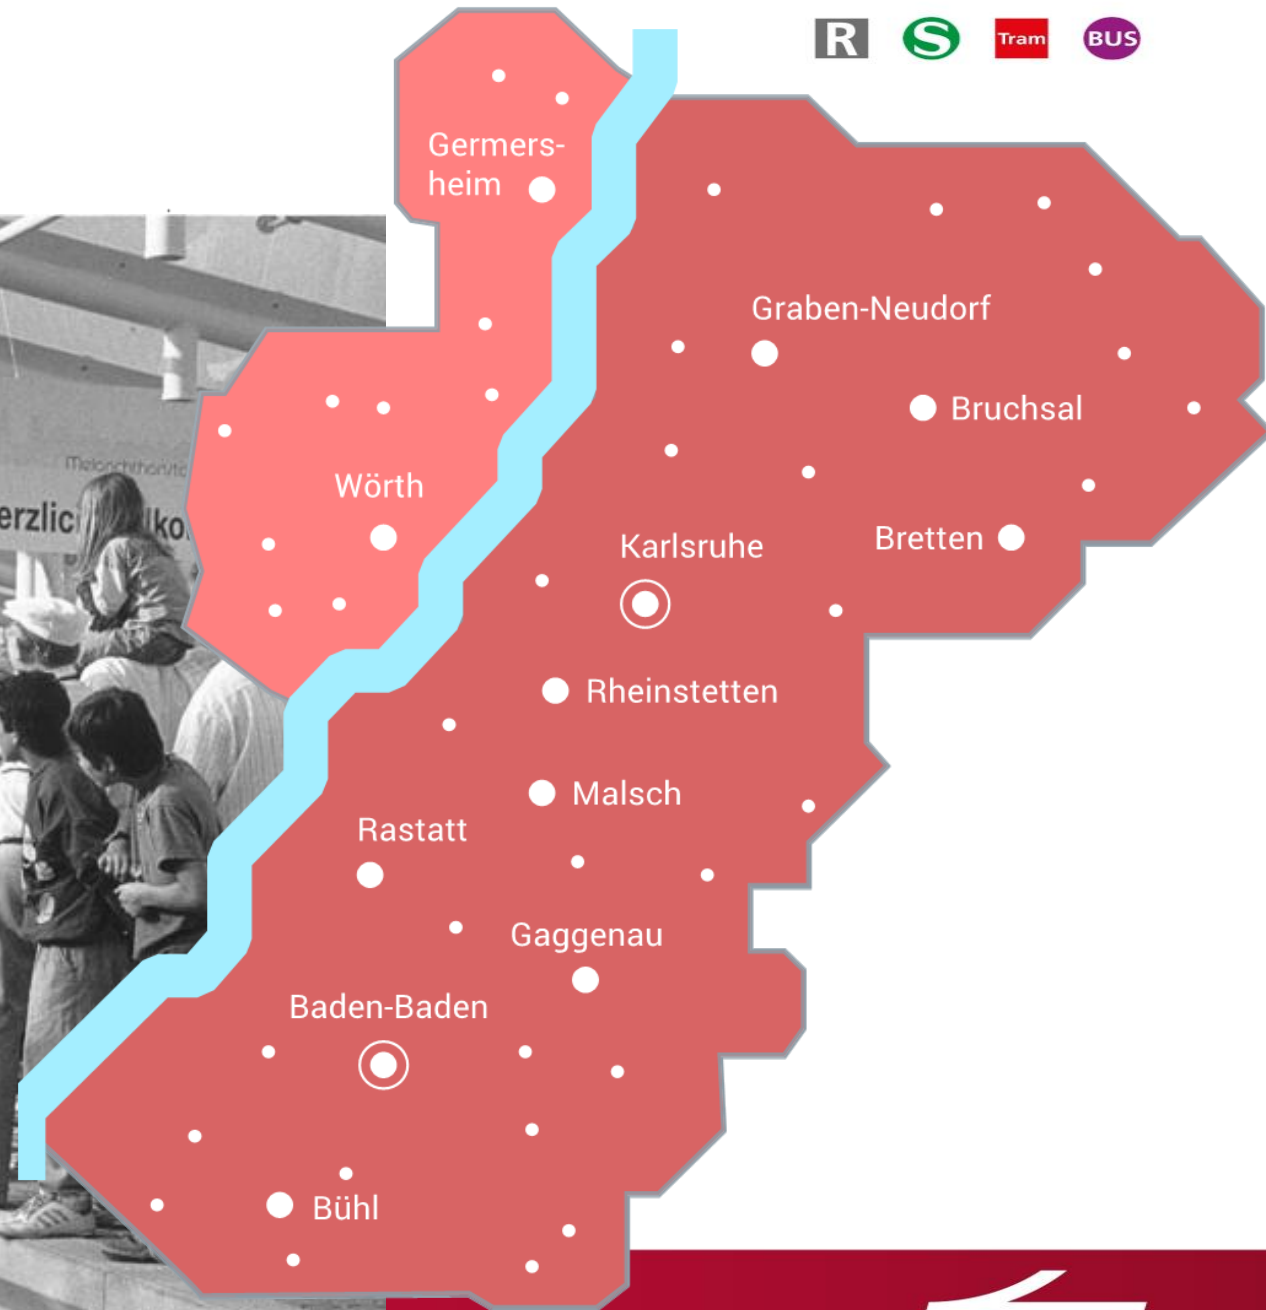 R S Tram BUS
Germers-
heim
Graben-Neudorf
Bruchsal
Wörth
Bretten
Karlsruhe
Rheinstetten
Malsch
Rastatt
Gaggenau
Baden-Baden
Bühl